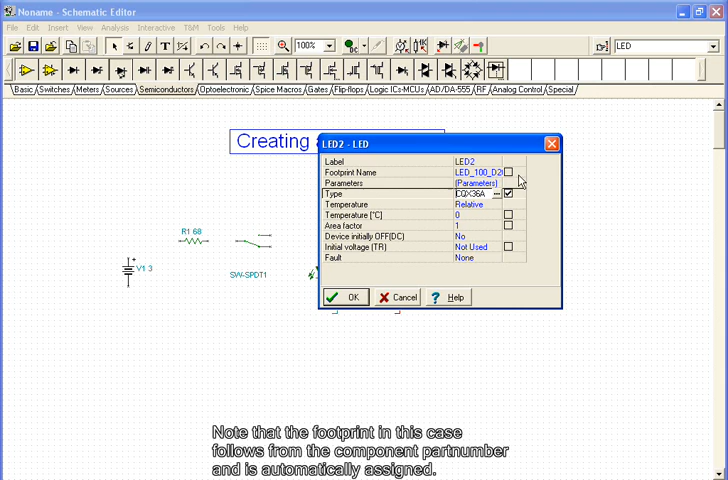 Noname - Schematic Editor
File Edit Insert View Analysis Interactive T&M Tools Help
100% DC LED
Basic Switches Meters Sources Semiconductors Optoelectronic Spice Macros Gates Flip-flops Logic ICs-MCUs AD/DA-555 RF Analog Control Special
Creating a
LED2 - LED
Label LED2
Footprint Name LED_100_D20
Parameters (Parameters)
Type CQX36A ...
Temperature Relative
Temperature [°C] 0
Area factor 1
Device initially OFF(DC) No
Initial voltage (TR) Not Used
Fault None
OK Cancel Help
R1 68
V1 3
SW-SPDT1
Note that the footprint in this case
follows from the component partnumber
and is automatically assigned.